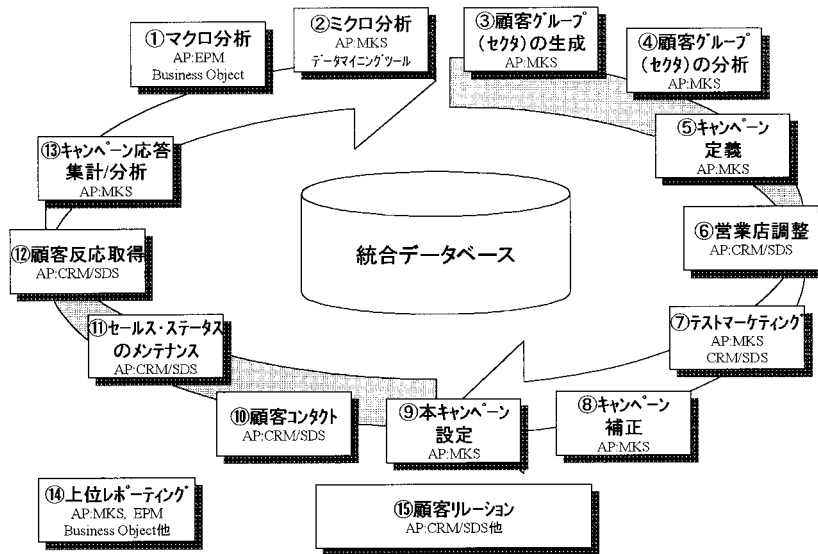 ①マクロ分析
AP:EPM
Business Object
②ミクロ分析
AP:MKS
データマイニングツール
③顧客グループ
(セクタ)の生成
AP:MKS
④顧客グループ
(セクタ)の分析
AP:MKS
⑤キャンペーン
定義
AP:MKS
⑥営業店調整
AP:CRM/SDS
⑦テストマーケティング
AP:MKS
CRM/SDS
⑧キャンペーン
補正
AP:MKS
⑨本キャンペーン
設定
AP:MKS
⑩顧客コンタクト
AP:CRM/SDS
⑪セールス・ステータス
のメンテナンス
AP:CRM/SDS
⑫顧客反応取得
AP:CRM/SDS
⑬キャンペーン応答
集計/分析
AP:MKS
統合データベース
⑭上位レポーティング
AP:MKS, EPM
Business Object他
⑮顧客リレーション
AP:CRM/SDS他